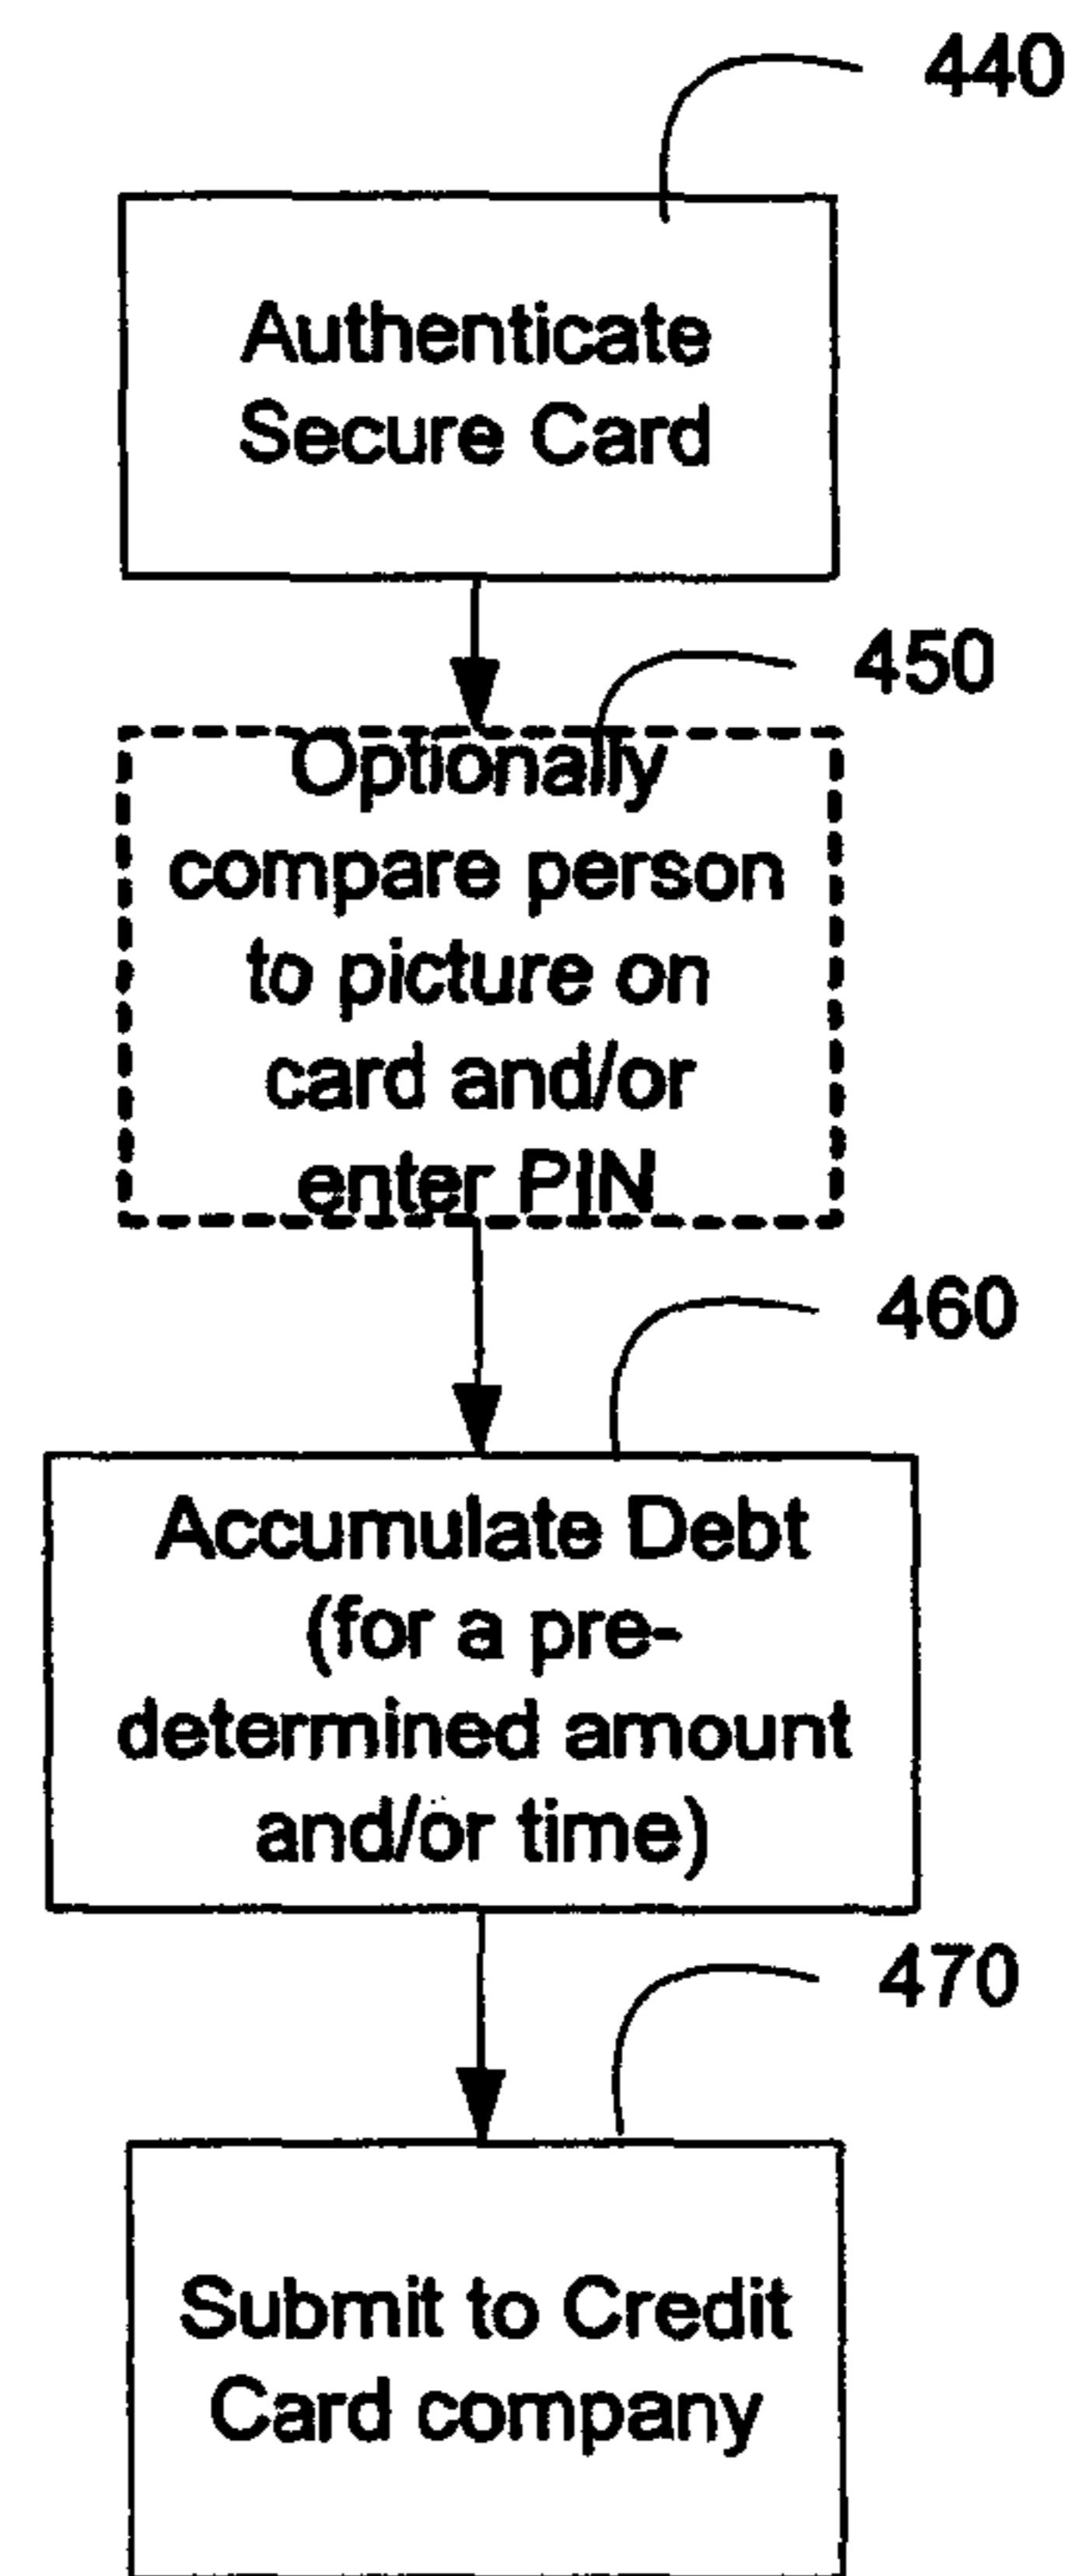 440
Authenticate
Secure Card
450
Optionally
compare person
to picture on
card and/or
enter PIN
460
Accumulate Debt
(for a pre-
determined amount
and/or time)
470
Submit to Credit
Card company